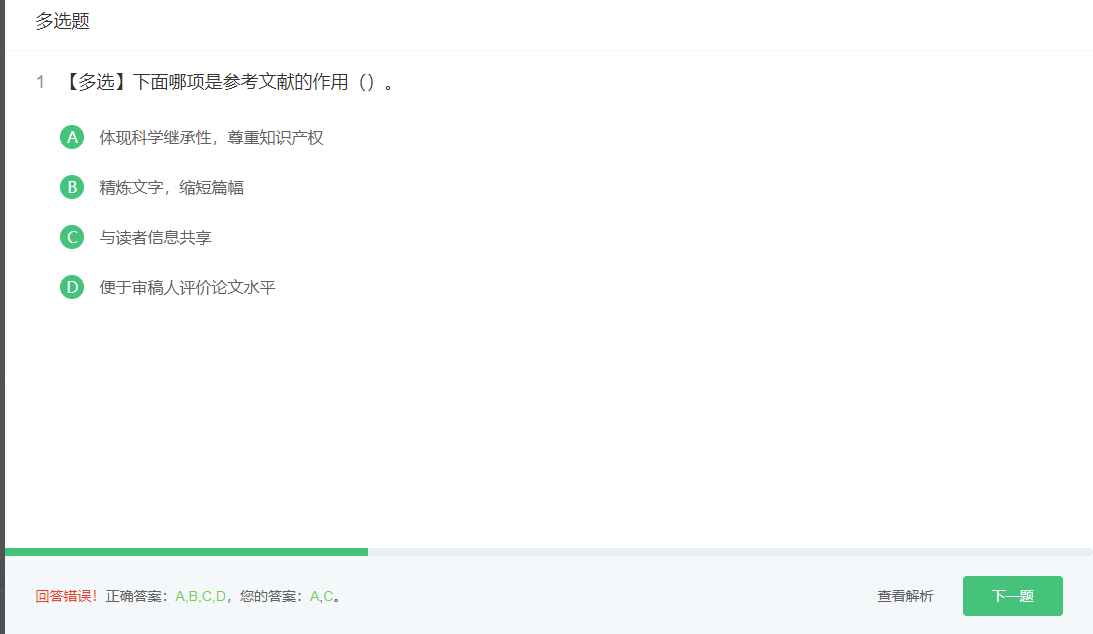 多选题
1 【多选】下面哪项是参考文献的作用（）。
A 体现科学继承性，尊重知识产权
B 精炼文字，缩短篇幅
C 与读者信息共享
D 便于审稿人评价论文水平
回答错误！正确答案：A,B,C,D，您的答案：A,C。 查看解析 下一题